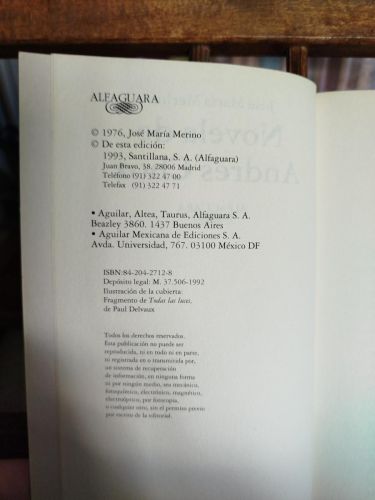 ALFAGUARA
© 1976, José María Merino
© De esta edición:
1993, Santillana, S. A. (Alfaguara)
Juan Bravo, 38. 28006 Madrid
Teléfono (91) 322 47 00
Telefax (91) 322 47 71
• Aguilar, Altea, Taurus, Alfaguara S. A.
Beazley 3860. 1437 Buenos Aires
• Aguilar Mexicana de Ediciones S. A.
Avda. Universidad, 767. 03100 México DF
ISBN:84-204-2712-8
Depósito legal: M. 37.506-1992
Ilustración de la cubierta:
Fragmento de Todas las luces,
de Paul Delvaux
Todos los derechos reservados.
Esta publicación no puede ser
reproducida, ni en todo ni en parte,
ni registrada en o transmitida por,
un sistema de recuperación
de información, en ninguna forma
ni por ningún medio, sea mecánico,
fotoquímico, electrónico, magnético,
electroóptico, por fotocopia,
o cualquier otro, sin el permiso previo
por escrito de la editorial.